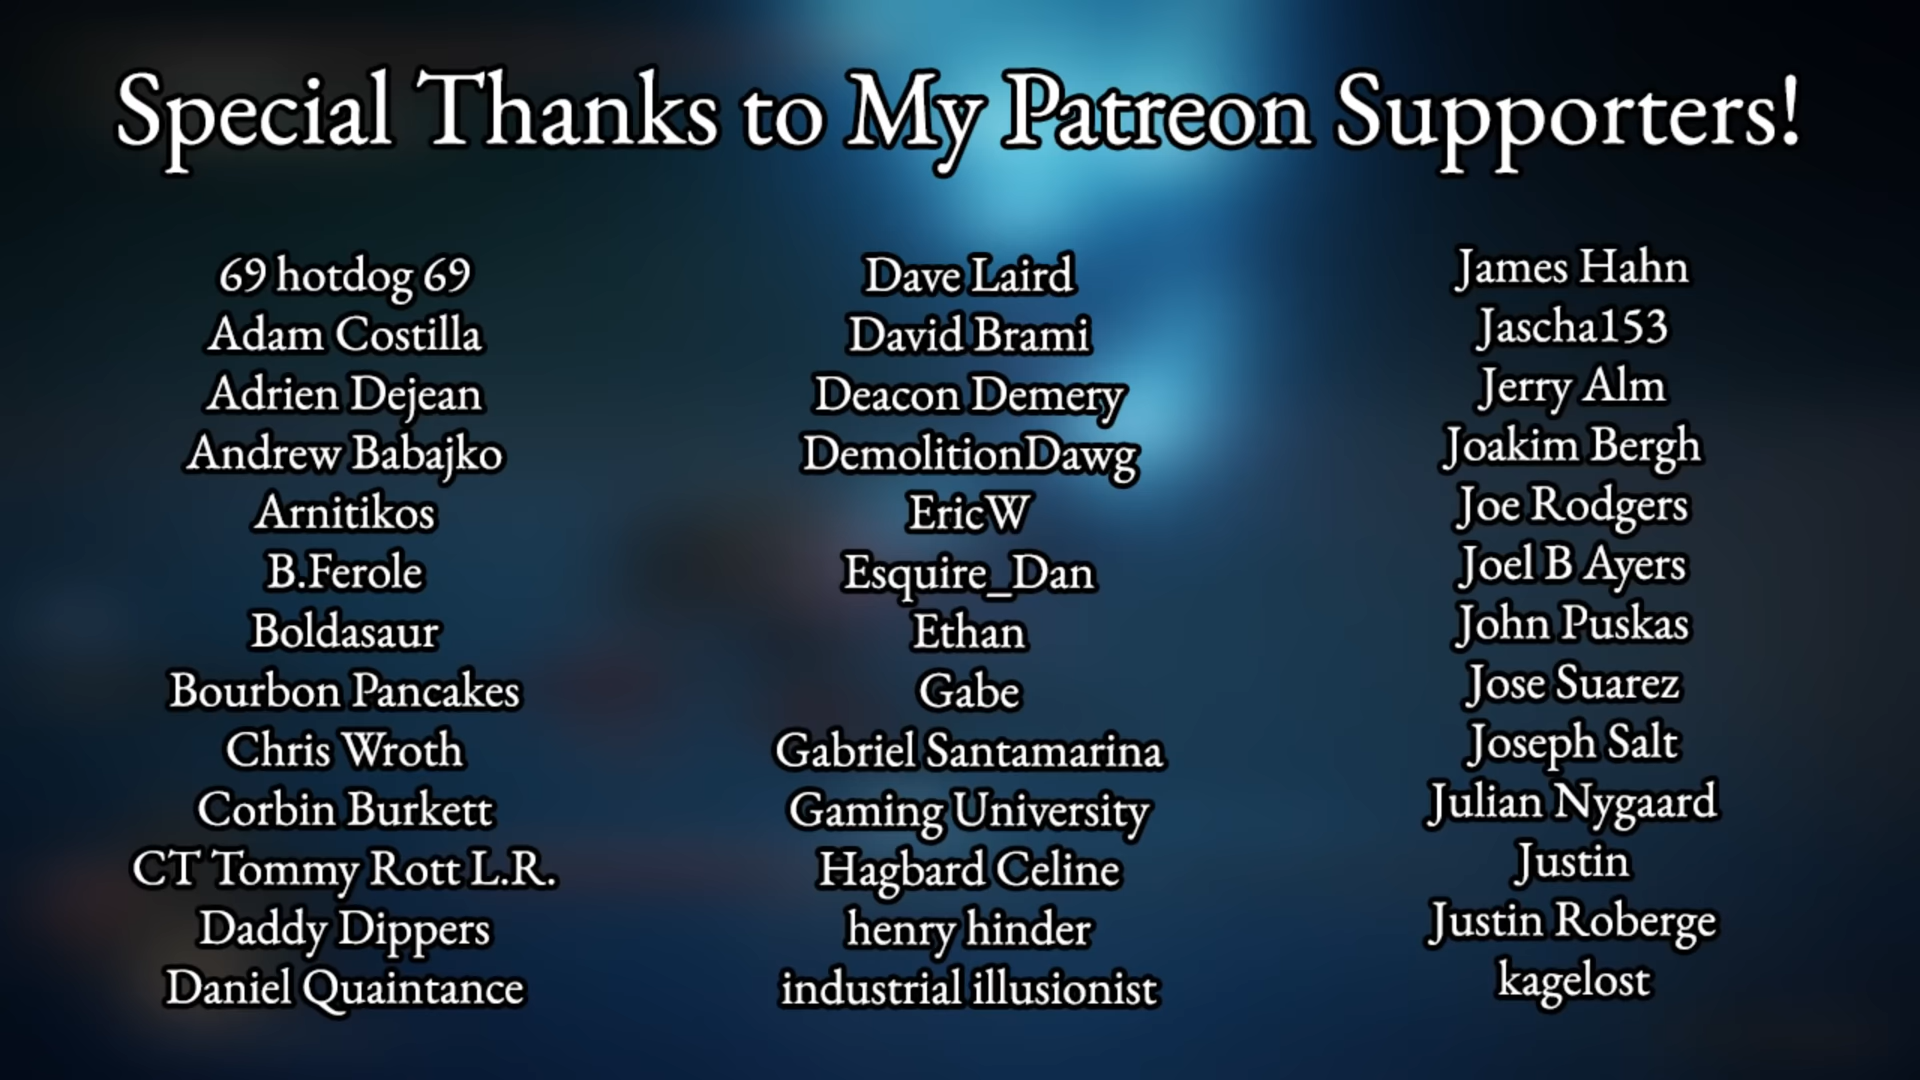 Special Thanks to My Patreon Supporters!
69 hotdog 69
Adam Costilla
Adrien Dejean
Andrew Babajko
Arnitikos
B.Ferole
Boldasaur
Bourbon Pancakes
Chris Wroth
Corbin Burkett
CT Tommy Rott L.R.
Daddy Dippers
Daniel Quaintance
Dave Laird
David Brami
Deacon Demery
DemolitionDawg
EricW
Esquire_Dan
Ethan
Gabe
Gabriel Santamarina
Gaming University
Hagbard Celine
henry hinder
industrial illusionist
James Hahn
Jascha153
Jerry Alm
Joakim Bergh
Joe Rodgers
Joel B Ayers
John Puskas
Jose Suarez
Joseph Salt
Julian Nygaard
Justin
Justin Roberge
kagelost